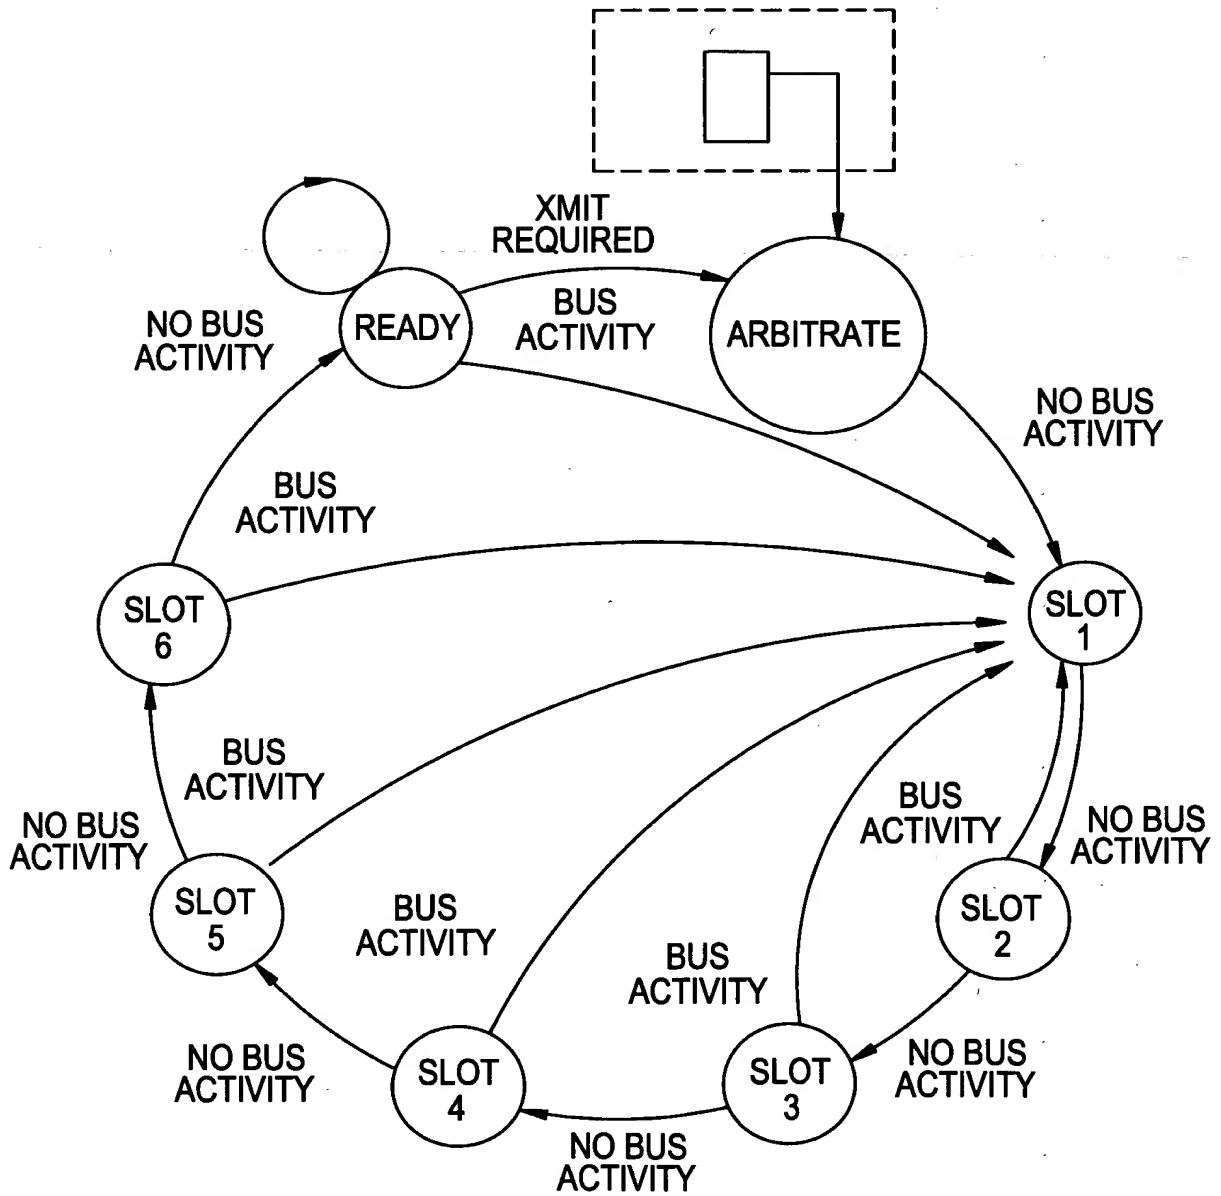 XMIT
REQUIRED
NO BUS
ACTIVITY
READY
BUS
ACTIVITY
ARBITRATE
NO BUS
ACTIVITY
BUS
ACTIVITY
SLOT
6
SLOT
1
BUS
ACTIVITY
BUS
ACTIVITY
NO BUS
ACTIVITY
NO BUS
ACTIVITY
SLOT
5
BUS
ACTIVITY
SLOT
2
BUS
ACTIVITY
NO BUS
ACTIVITY
SLOT
4
SLOT
3
NO BUS
ACTIVITY
NO BUS
ACTIVITY